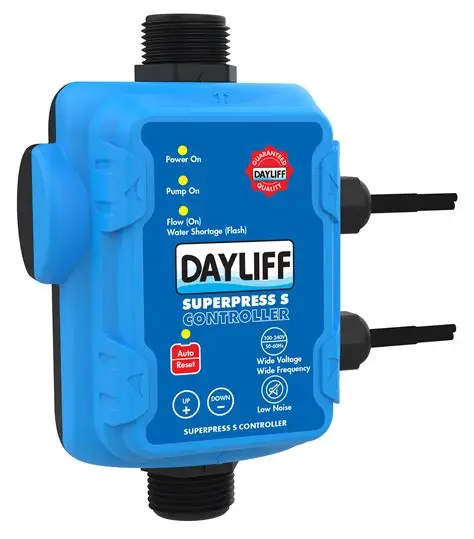 GUARANTEED
DAYLIFF
QUALITY
Power On
Pump On
Flow (On)
Water Shortage (Flash)
DAYLIFF
SUPERPRESS S
CONTROLLER
Auto
Reset
100-240V
50-60Hz
Wide Voltage
Wide Frequency
UP
+
DOWN
−
Low Noise
SUPERPRESS S CONTROLLER